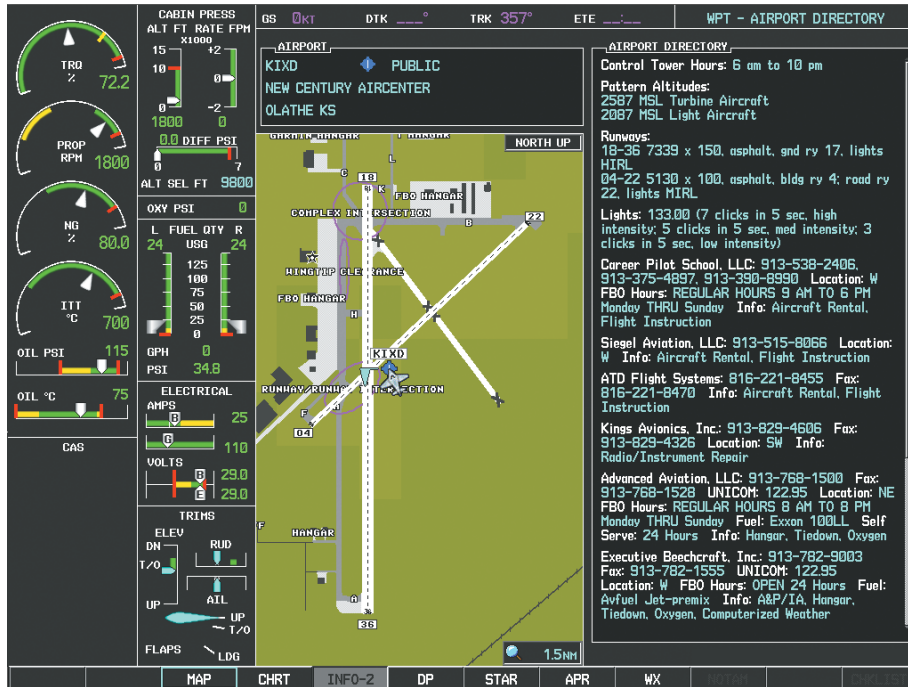 GS 0KT DTK ___° TRK 357° ETE __:__ WPT - AIRPORT DIRECTORY
TRQ
%
72.2
PROP
RPM
1800
NG
%
80.0
ITT
°C
700
OIL PSI 115
OIL °C 75
CAS
CABIN PRESS
ALT FT RATE FPM
X1000
15 +2
10 0
0 -2
1800 0
0.0 DIFF PSI
0 7
ALT SEL FT 9800
OXY PSI 0
L FUEL QTY R
24 USG 24
125
100
75
50
25
0
GPH 0
PSI 34.8
ELECTRICAL
AMPS
B 25
G 110
VOLTS
B 29.0
E 29.0
TRIMS
ELEV
DN RUD
T/O
AIL
UP
UP
T/O
FLAPS LDG
AIRPORT
KIXD PUBLIC
NEW CENTURY AIRCENTER
OLATHE KS
NORTH UP
HANGAR
L
C
18
K
FBO HANGAR
COMPLEX INTERSECTION
22
B
WINGTIP CLEARANCE
FBO HANGAR
H
KIXD
RUNWAY/RUNWAY INTERSECTION
F
04
F
HANGAR
A
36
1.5NM
AIRPORT DIRECTORY
Control Tower Hours: 6 am to 10 pm
Pattern Altitudes:
2587 MSL Turbine Aircraft
2087 MSL Light Aircraft
Runways:
18-36 7339 x 150, asphalt, gnd ry 17, lights
HIRL
04-22 5130 x 100, asphalt, bldg ry 4; road ry
22, lights MIRL
Lights: 133.00 (7 clicks in 5 sec, high
intensity; 5 clicks in 5 sec, med intensity; 3
clicks in 5 sec, low intensity)
Career Pilot School, LLC: 913-538-2406,
913-375-4897, 913-390-8990 Location: W
FBO Hours: REGULAR HOURS 9 AM TO 6 PM
Monday THRU Sunday Info: Aircraft Rental,
Flight Instruction
Siegel Aviation, LLC: 913-515-8066 Location:
W Info: Aircraft Rental, Flight Instruction
ATD Flight Systems: 816-221-8455 Fax:
816-221-8470 Info: Aircraft Rental, Flight
Instruction
Kings Avionics, Inc.: 913-829-4606 Fax:
913-829-4326 Location: SW Info:
Radio/Instrument Repair
Advanced Aviation, LLC: 913-768-1500 Fax:
913-768-1528 UNICOM: 122.95 Location: NE
FBO Hours: REGULAR HOURS 8 AM TO 8 PM
Monday THRU Sunday Fuel: Exxon 100LL Self
Serve: 24 Hours Info: Hangar, Tiedown, Oxygen
Executive Beechcraft, Inc.: 913-782-9003
Fax: 913-782-1555 UNICOM: 122.95
Location: W FBO Hours: OPEN 24 Hours Fuel:
Avfuel Jet-premix Info: A&P/IA, Hangar,
Tiedown, Oxygen, Computerized Weather
MAP CHRT INFO-2 DP STAR APR WX NOTAM CHKLIST